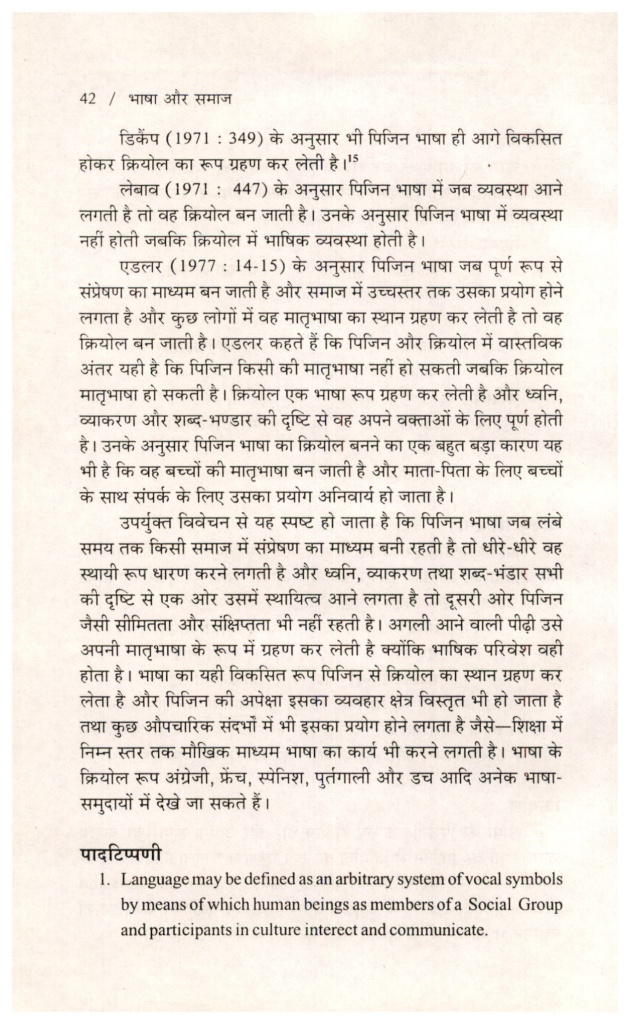 42 / भाषा और समाज
डिकैंप (1971 : 349) के अनुसार भी पिजिन भाषा ही आगे विकसित
होकर क्रियोल का रूप ग्रहण कर लेती है।15
लेबाव (1971 : 447) के अनुसार पिजिन भाषा में जब व्यवस्था आने
लगती है तो वह क्रियोल बन जाती है। उनके अनुसार पिजिन भाषा में व्यवस्था
नहीं होती जबकि क्रियोल में भाषिक व्यवस्था होती है।
एडलर (1977 : 14-15) के अनुसार पिजिन भाषा जब पूर्ण रूप से
संप्रेषण का माध्यम बन जाती है और समाज में उच्चस्तर तक उसका प्रयोग होने
लगता है और कुछ लोगों में वह मातृभाषा का स्थान ग्रहण कर लेती है तो वह
क्रियोल बन जाती है। एडलर कहते हैं कि पिजिन और क्रियोल में वास्तविक
अंतर यही है कि पिजिन किसी की मातृभाषा नहीं हो सकती जबकि क्रियोल
मातृभाषा हो सकती है। क्रियोल एक भाषा रूप ग्रहण कर लेती है और ध्वनि,
व्याकरण और शब्द-भण्डार की दृष्टि से वह अपने वक्ताओं के लिए पूर्ण होती
है। उनके अनुसार पिजिन भाषा का क्रियोल बनने का एक बहुत बड़ा कारण यह
भी है कि वह बच्चों की मातृभाषा बन जाती है और माता-पिता के लिए बच्चों
के साथ संपर्क के लिए उसका प्रयोग अनिवार्य हो जाता है।
उपर्युक्त विवेचन से यह स्पष्ट हो जाता है कि पिजिन भाषा जब लंबे
समय तक किसी समाज में संप्रेषण का माध्यम बनी रहती है तो धीरे-धीरे वह
स्थायी रूप धारण करने लगती है और ध्वनि, व्याकरण तथा शब्द-भंडार सभी
की दृष्टि से एक ओर उसमें स्थायित्व आने लगता है तो दूसरी ओर पिजिन
जैसी सीमितता और संक्षिप्तता भी नहीं रहती है। अगली आने वाली पीढ़ी उसे
अपनी मातृभाषा के रूप में ग्रहण कर लेती है क्योंकि भाषिक परिवेश वही
होता है। भाषा का यही विकसित रूप पिजिन से क्रियोल का स्थान ग्रहण कर
लेता है और पिजिन की अपेक्षा इसका व्यवहार क्षेत्र विस्तृत भी हो जाता है
तथा कुछ औपचारिक संदर्भों में भी इसका प्रयोग होने लगता है जैसे—शिक्षा में
निम्न स्तर तक मौखिक माध्यम भाषा का कार्य भी करने लगती है। भाषा के
क्रियोल रूप अंग्रेजी, फ्रेंच, स्पेनिश, पुर्तगाली और डच आदि अनेक भाषा-
समुदायों में देखे जा सकते हैं।
पादटिप्पणी
1. Language may be defined as an arbitrary system of vocal symbols
by means of which human beings as members of a Social Group
and participants in culture interect and communicate.